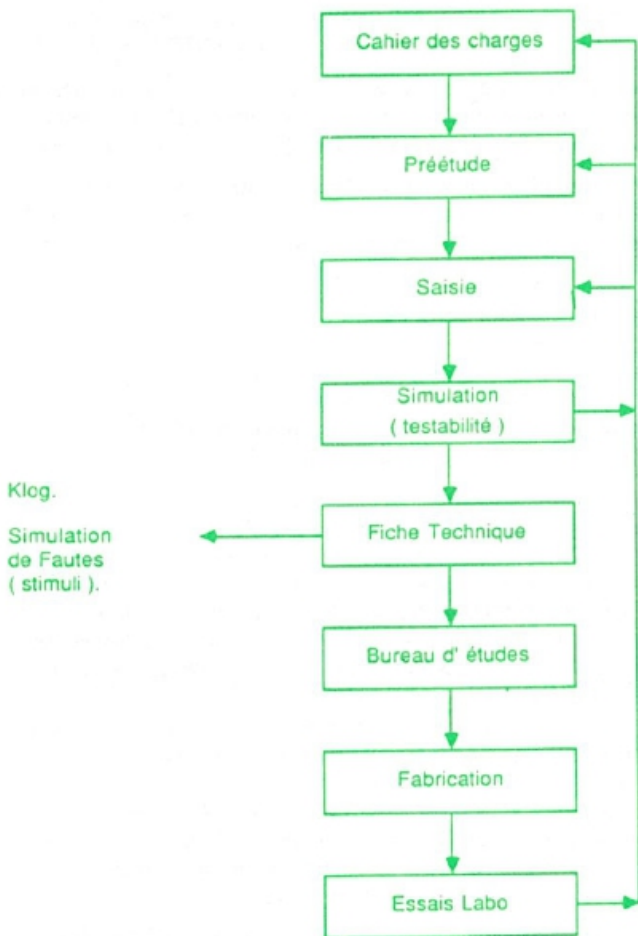 Cahier des charges
Préétude
Saisie
Simulation
( testabilité )
Klog.
Simulation
de Fautes
( stimuli ).
Fiche Technique
Bureau d' études
Fabrication
Essais Labo